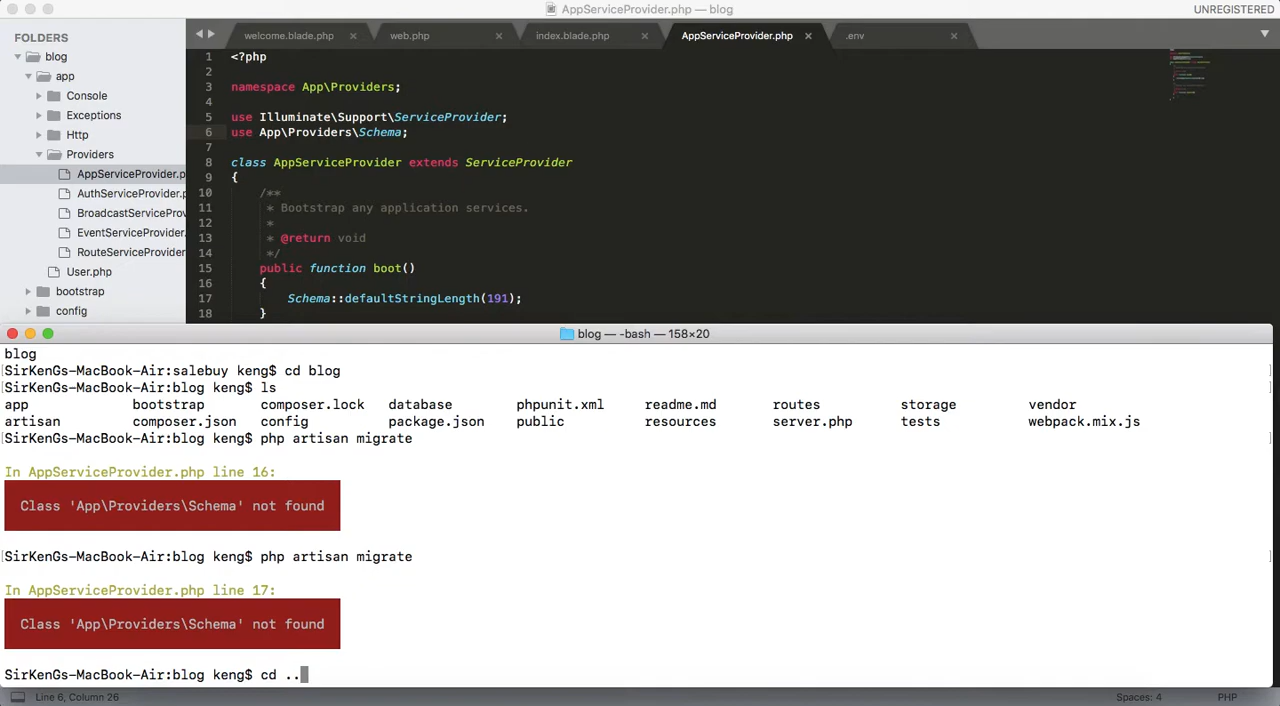 AppServiceProvider.php — blog
UNREGISTERED
FOLDERS
blog
app
Console
Exceptions
Http
Providers
AppServiceProvider.p
AuthServiceProvider.p
BroadcastServiceProv
EventServiceProvider.
RouteServiceProvider
User.php
bootstrap
config
welcome.blade.php
web.php
index.blade.php
AppServiceProvider.php
.env
1 <?php
2
3 namespace App\Providers;
4
5 use Illuminate\Support\ServiceProvider;
6 use App\Providers\Schema;
7
8 class AppServiceProvider extends ServiceProvider
9 {
10 /**
11 * Bootstrap any application services.
12 *
13 * @return void
14 */
15 public function boot()
16 {
17 Schema::defaultStringLength(191);
18 }
blog — -bash — 158×20
blog
[SirKenGs-MacBook-Air:salebuy keng$ cd blog ]
[SirKenGs-MacBook-Air:blog keng$ ls ]
app bootstrap composer.lock database phpunit.xml readme.md routes storage vendor
artisan composer.json config package.json public resources server.php tests webpack.mix.js
[SirKenGs-MacBook-Air:blog keng$ php artisan migrate ]
In AppServiceProvider.php line 16:
Class 'App\Providers\Schema' not found
[SirKenGs-MacBook-Air:blog keng$ php artisan migrate ]
In AppServiceProvider.php line 17:
Class 'App\Providers\Schema' not found
SirKenGs-MacBook-Air:blog keng$ cd ..
Line 6, Column 26
Spaces: 4
PHP